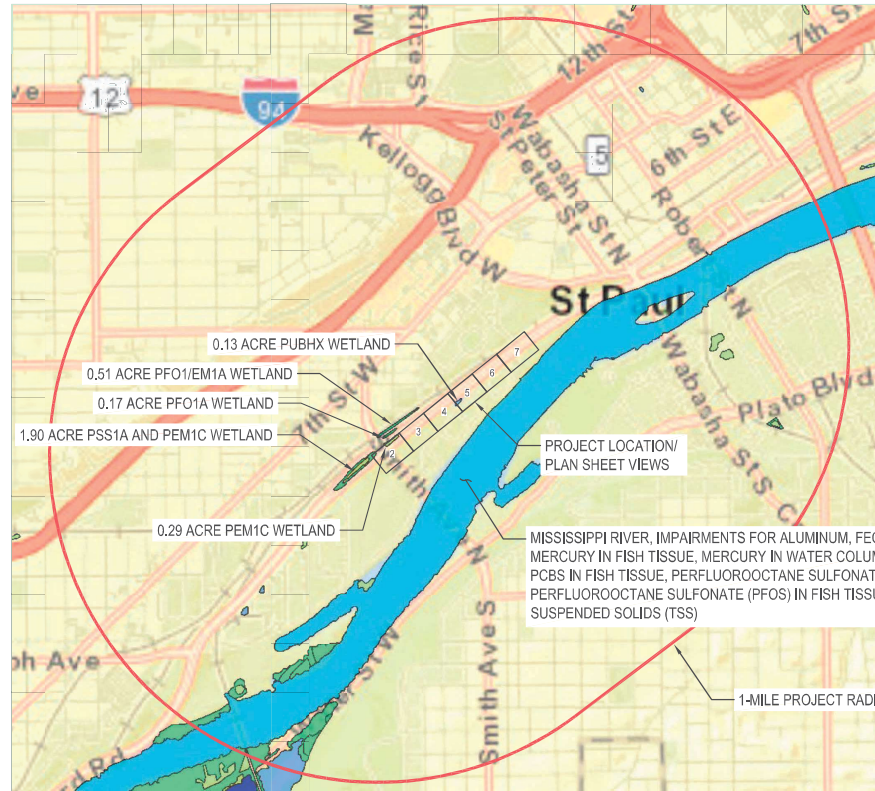 12th St
7th St
Rice St
12
94
Wabasha St N
St Peter St
5
6th St E
Kellogg Blvd W
Robert St N
St Paul
0.13 ACRE PUBHX WETLAND
0.51 ACRE PFO1/EM1A WETLAND
7th St W
0.17 ACRE PFO1A WETLAND
1.90 ACRE PSS1A AND PEM1C WETLAND
2
3
4
5
6
7
Wabasha St S
Plato Blvd
PROJECT LOCATION/
PLAN SHEET VIEWS
0.29 ACRE PEM1C WETLAND
MISSISSIPPI RIVER, IMPAIRMENTS FOR ALUMINUM, FEC
MERCURY IN FISH TISSUE, MERCURY IN WATER COLUM
PCBS IN FISH TISSUE, PERFLUOROOCTANE SULFONAT
PERFLUOROOCTANE SULFONATE (PFOS) IN FISH TISSU
SUSPENDED SOLIDS (TSS)
ph Ave
St W
Smith Ave S
1-MILE PROJECT RADI
rd Rd